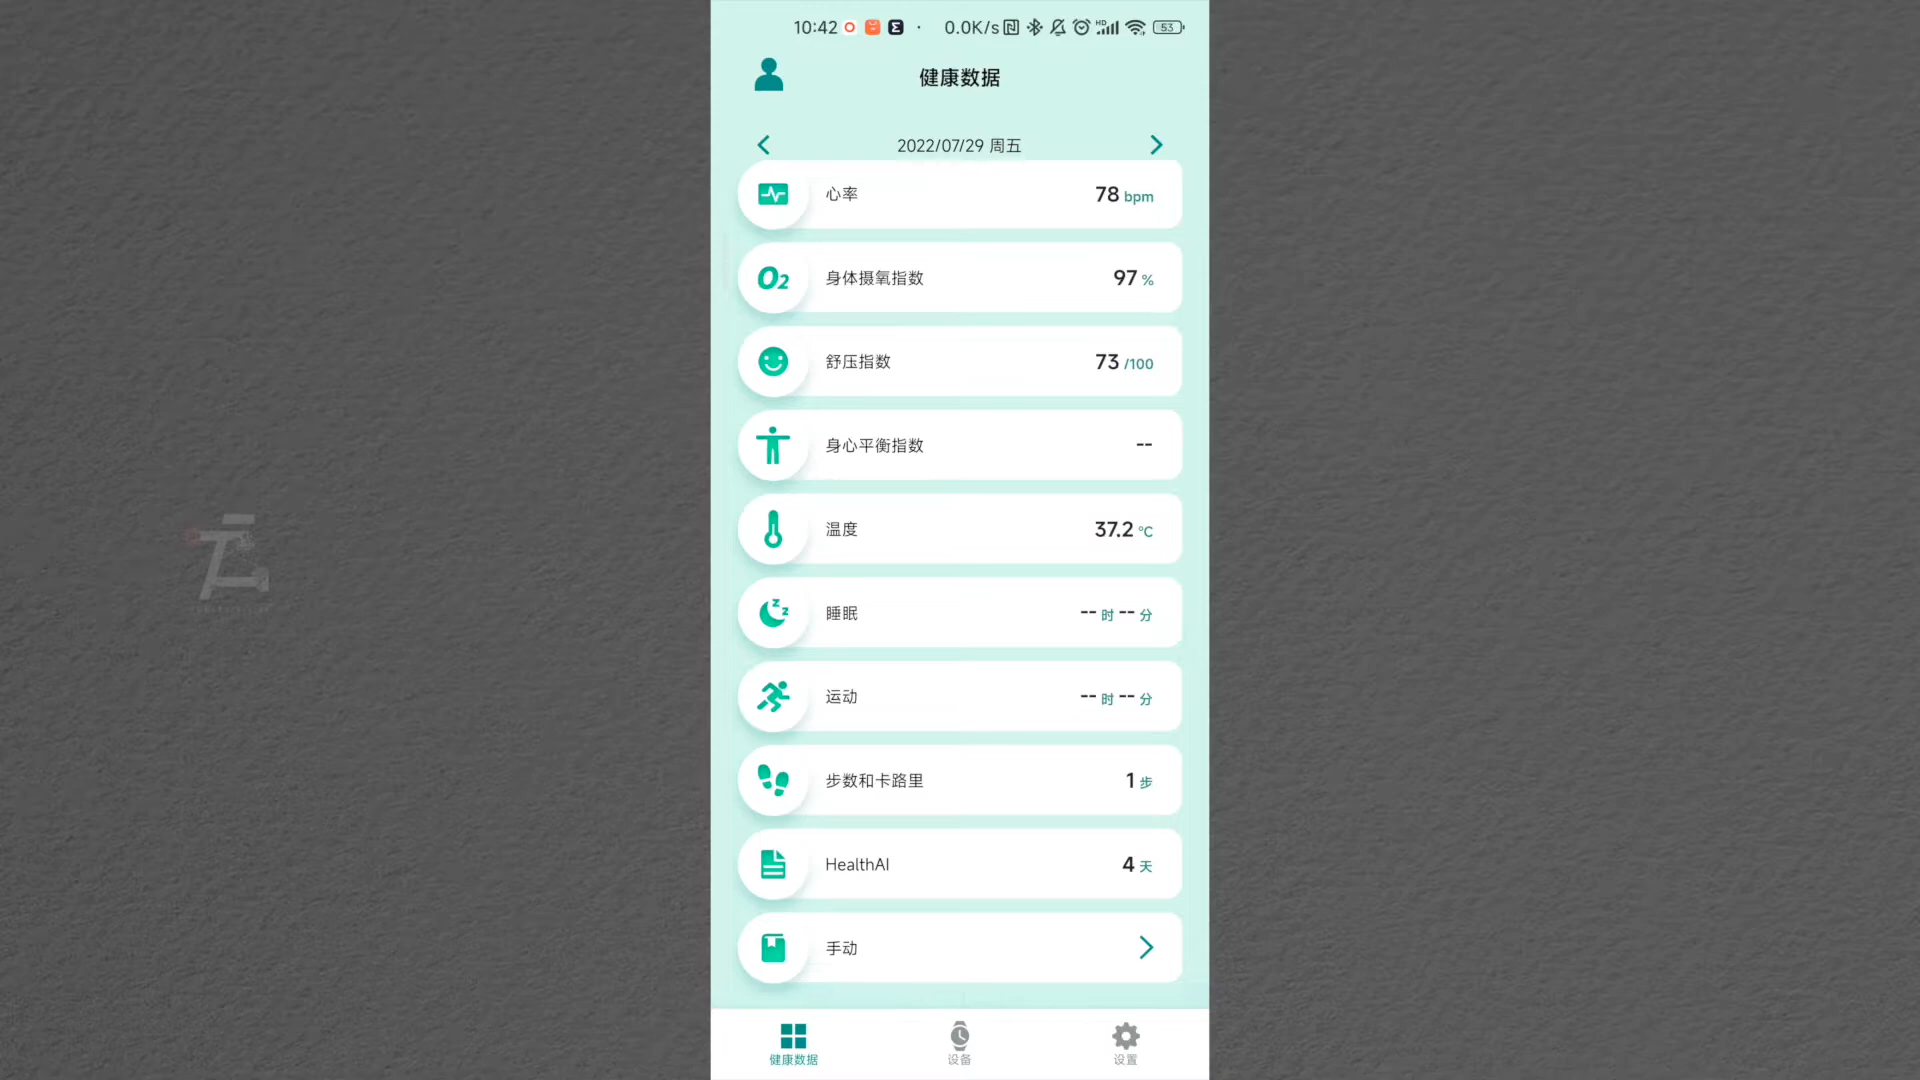 10:42 0.0K/s HD 53
健康数据
2022/07/29 周五
心率 78 bpm
O2 身体摄氧指数 97 %
舒压指数 73 /100
身心平衡指数 --
温度 37.2 °C
睡眠 -- 时 -- 分
运动 -- 时 -- 分
步数和卡路里 1 步
HealthAI 4 天
手动
健康数据 设备 设置